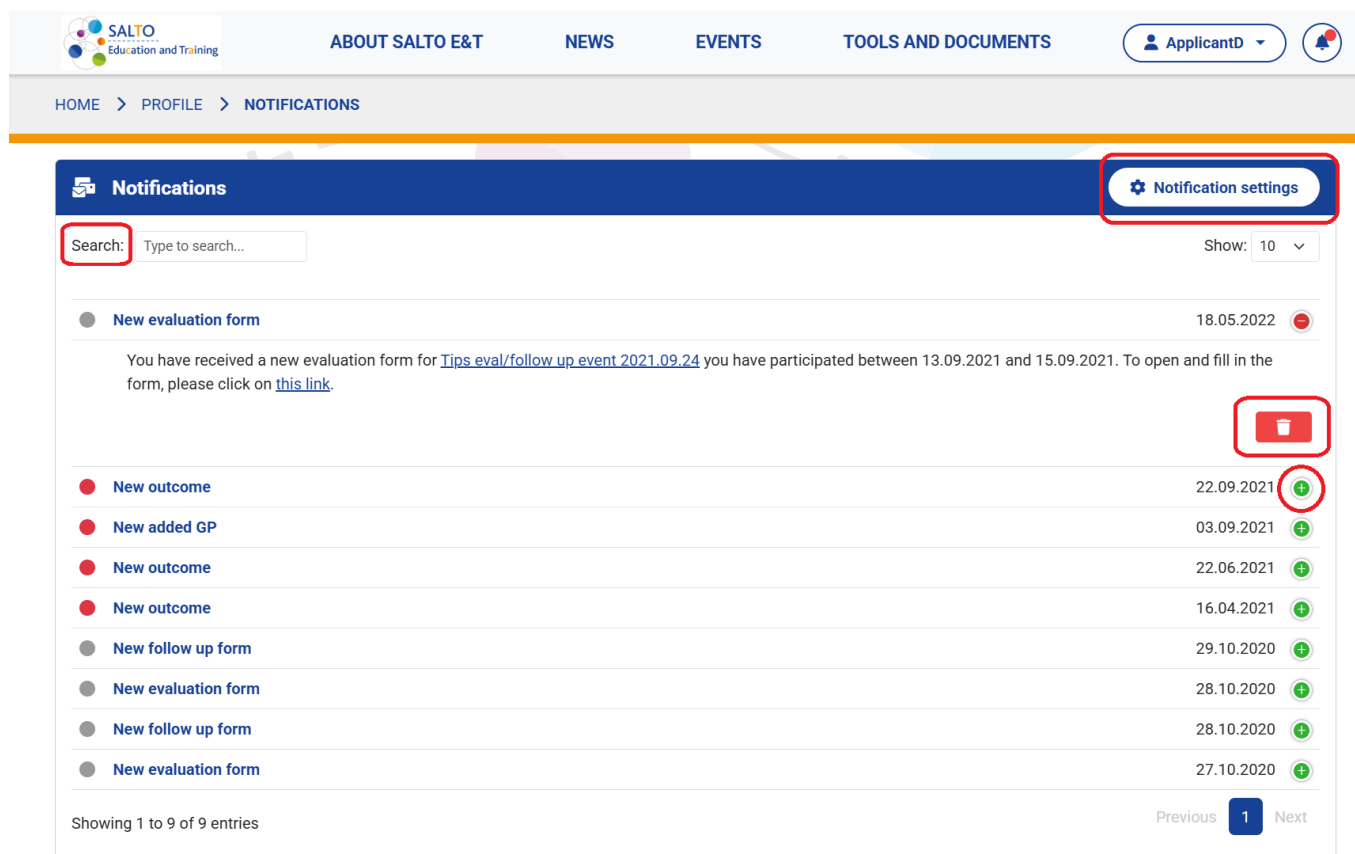 SALTO
Education and Training
ABOUT SALTO E&T
NEWS
EVENTS
TOOLS AND DOCUMENTS
ApplicantD
HOME > PROFILE > NOTIFICATIONS
Notifications
Notification settings
Search: Type to search...
Show: 10
New evaluation form 18.05.2022
You have received a new evaluation form for Tips eval/follow up event 2021.09.24 you have participated between 13.09.2021 and 15.09.2021. To open and fill in the
form, please click on this link.
New outcome 22.09.2021
New added GP 03.09.2021
New outcome 22.06.2021
New outcome 16.04.2021
New follow up form 29.10.2020
New evaluation form 28.10.2020
New follow up form 28.10.2020
New evaluation form 27.10.2020
Showing 1 to 9 of 9 entries
Previous 1 Next